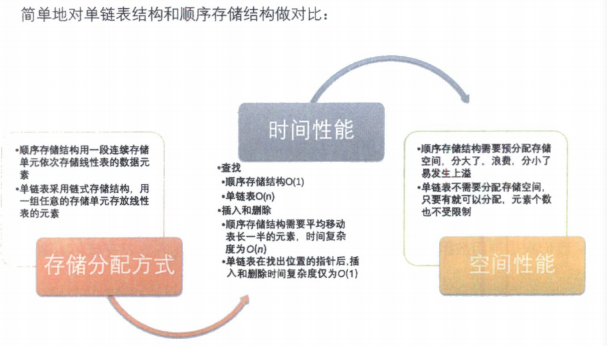 简单地对单链表结构和顺序存储结构做对比：
•顺序存储结构用一段连续存储
单元依次存储线性表的数据元
素
•单链表采用链式存储结构，用
一组任意的存储单元存放线性
表的元素
存储分配方式
时间性能
•查找
•顺序存储结构O(1)
•单链表O(n)
•插入和删除
•顺序存储结构需要平均移动
表长一半的元素，时间复杂
度为O(n)
•单链表在找出位置的指针后,插
入和删除时间复杂度仅为O(1)
•顺序存储结构需要预分配存储
空间，分大了，浪费，分小了
易发生上溢
•单链表不需要分配存储空间，
只要有就可以分配，元素个数
也不受限制
空间性能